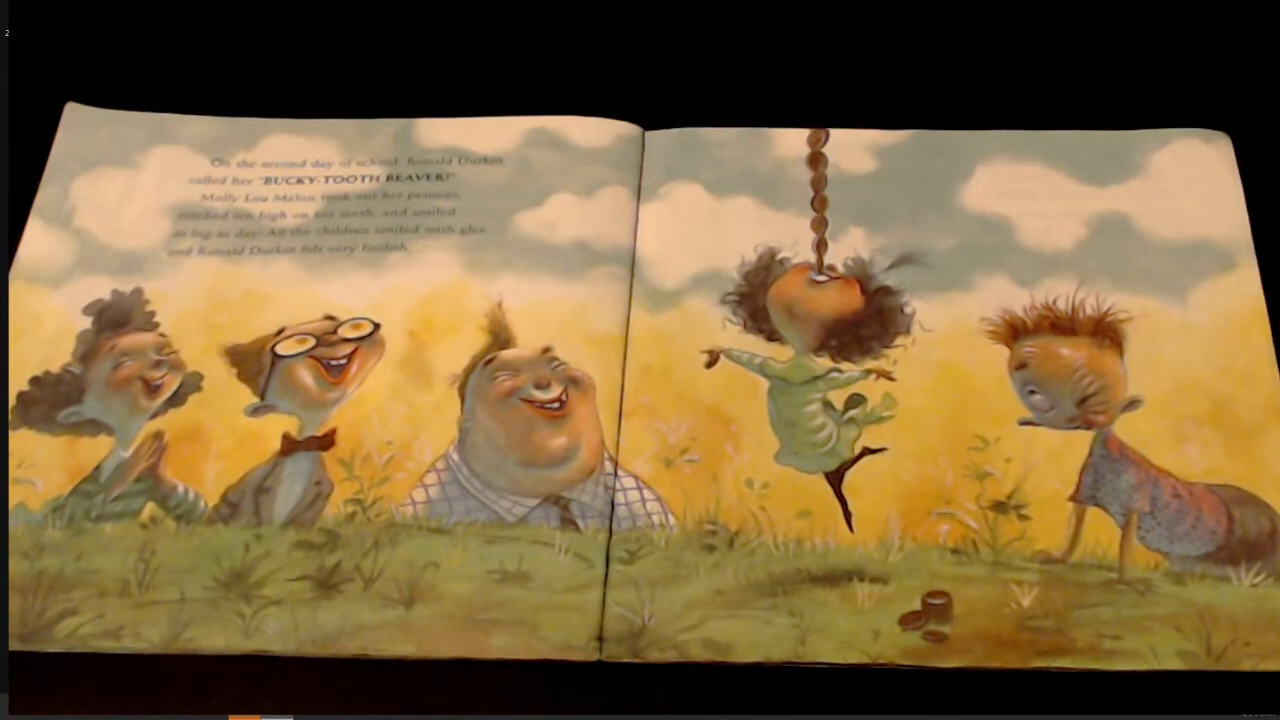 On the second day of school, Ronald Durkin
called her "BUCKY-TOOTH BEAVER!"
Molly Lou Melon took out her pennies,
stacked ten high on her teeth, and smiled
as big as day. All the children smiled with glee
and Ronald Durkin felt very foolish.
2